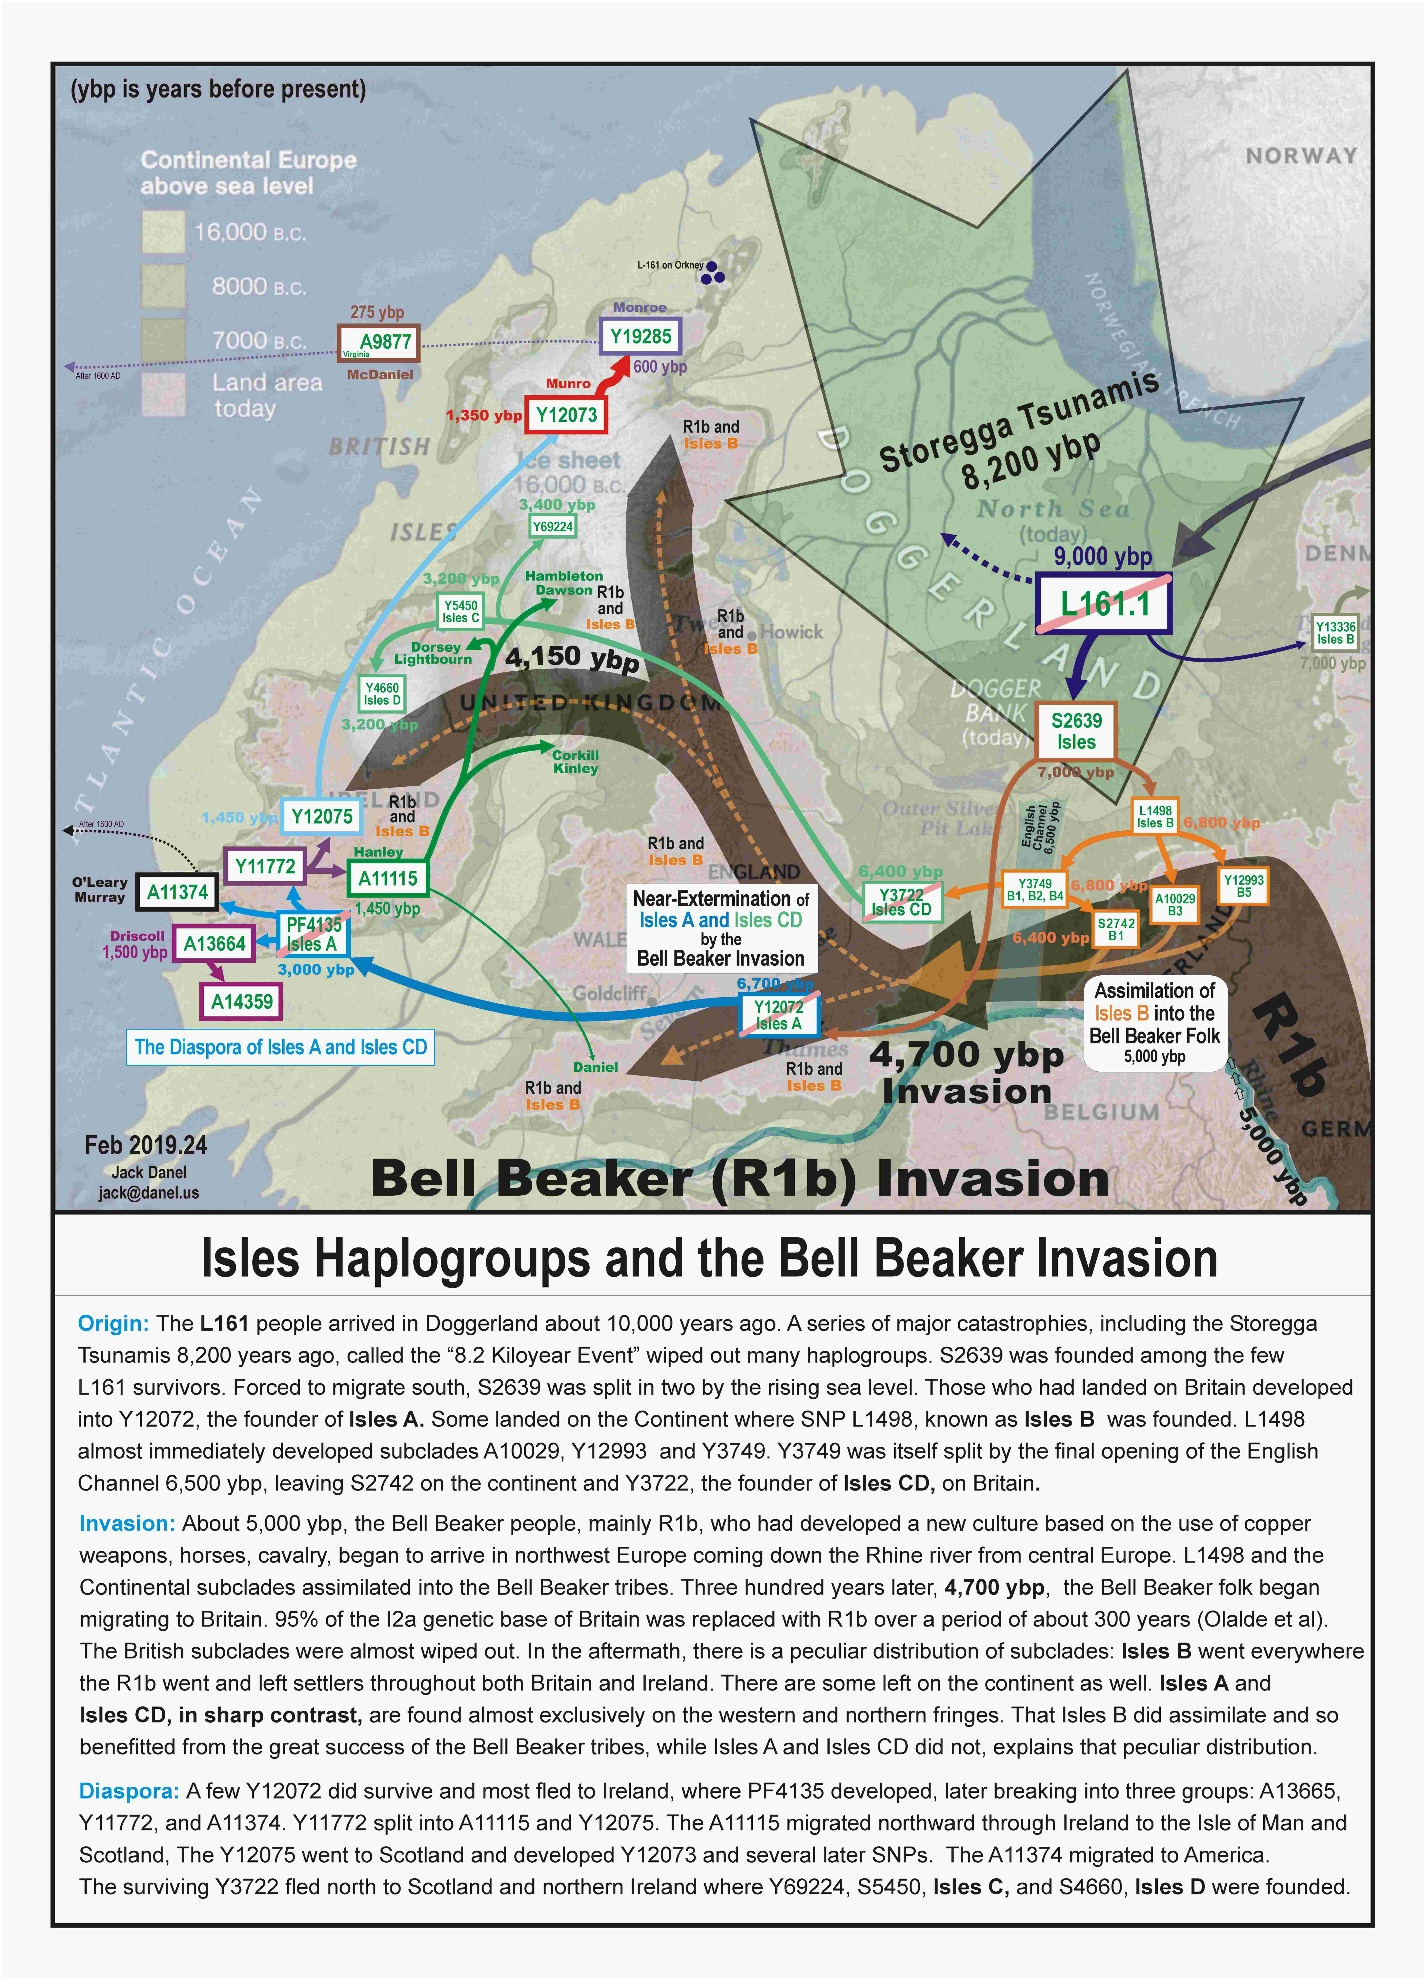 (ybp is years before present)
NORWAY
Continental Europe
above sea level
16,000 B.C.
8000 B.C.
7000 B.C.
Land area
today
L-161 on Orkney
NORWEGIAN TRENCH
275 ybp
A9877
Virginia
McDaniel
After 1600 AD
Monroe
Y19285
600 ybp
Munro
1,350 ybp
Y12073
R1b and
Isles B
Storegga Tsunamis
8,200 ybp
BRITISH
ISLES
Ice sheet
16,000 B.C.
ATLANTIC OCEAN
DOGGERLAND
North Sea
(today)
9,000 ybp
L161.1
DENM
3,400 ybp
Y69224
3,200 ybp
Y5450
Isles C
Hambleton
Dawson
R1b
and
Isles B
R1b
and
Isles B
Howick
Y13336
Isles B
7,000 ybp
Dorsey
Lightbourn
4,150 ybp
Y4660
Isles D
3,200 ybp
UNITED KINGDOM
DOGGER
BANK
(today)
S2639
Isles
7,000 ybp
Corkill
Kinley
IRELAND
1,450 ybp
Y12075
R1b
and
Isles B
Outer Silver
Pit Lake
English
Channel
6,500 ybp
L1498
Isles B
6,800 ybp
After 1600 AD
R1b and
Isles B
ENGLAND
Hanley
Y11772
A11115
1,450 ybp
O'Leary
Murray
A11374
6,400 ybp
Y3722
Isles CD
Y3749
B1, B2, B4
6,800 ybp
A10029
B3
Y12993
B5
S2742
B1
6,400 ybp
Near-Extermination of
Isles A and Isles CD
by the
Bell Beaker Invasion
WALE
PF4135
Isles A
3,000 ybp
Driscoll
1,500 ybp
A13664
A14359
Goldcliff
Severn
6,700 ybp
Y12072
Isles A
Thames
ERLAND
Assimilation of
Isles B into the
Bell Beaker Folk
5,000 ybp
R1b
The Diaspora of Isles A and Isles CD
Daniel
R1b and
Isles B
R1b and
Isles B
4,700 ybp
Invasion
BELGIUM
Rhine
5,000 ybp
GERM
Feb 2019.24
Jack Danel
jack@danel.us
Bell Beaker (R1b) Invasion
Isles Haplogroups and the Bell Beaker Invasion
Origin: The L161 people arrived in Doggerland about 10,000 years ago. A series of major catastrophies, including the Storegga
Tsunamis 8,200 years ago, called the “8.2 Kiloyear Event” wiped out many haplogroups. S2639 was founded among the few
L161 survivors. Forced to migrate south, S2639 was split in two by the rising sea level. Those who had landed on Britain developed
into Y12072, the founder of Isles A. Some landed on the Continent where SNP L1498, known as Isles B was founded. L1498
almost immediately developed subclades A10029, Y12993 and Y3749. Y3749 was itself split by the final opening of the English
Channel 6,500 ybp, leaving S2742 on the continent and Y3722, the founder of Isles CD, on Britain.
Invasion: About 5,000 ybp, the Bell Beaker people, mainly R1b, who had developed a new culture based on the use of copper
weapons, horses, cavalry, began to arrive in northwest Europe coming down the Rhine river from central Europe. L1498 and the
Continental subclades assimilated into the Bell Beaker tribes. Three hundred years later, 4,700 ybp, the Bell Beaker folk began
migrating to Britain. 95% of the I2a genetic base of Britain was replaced with R1b over a period of about 300 years (Olalde et al).
The British subclades were almost wiped out. In the aftermath, there is a peculiar distribution of subclades: Isles B went everywhere
the R1b went and left settlers throughout both Britain and Ireland. There are some left on the continent as well. Isles A and
Isles CD, in sharp contrast, are found almost exclusively on the western and northern fringes. That Isles B did assimilate and so
benefitted from the great success of the Bell Beaker tribes, while Isles A and Isles CD did not, explains that peculiar distribution.
Diaspora: A few Y12072 did survive and most fled to Ireland, where PF4135 developed, later breaking into three groups: A13665,
Y11772, and A11374. Y11772 split into A11115 and Y12075. The A11115 migrated northward through Ireland to the Isle of Man and
Scotland, The Y12075 went to Scotland and developed Y12073 and several later SNPs. The A11374 migrated to America.
The surviving Y3722 fled north to Scotland and northern Ireland where Y69224, S5450, Isles C, and S4660, Isles D were founded.